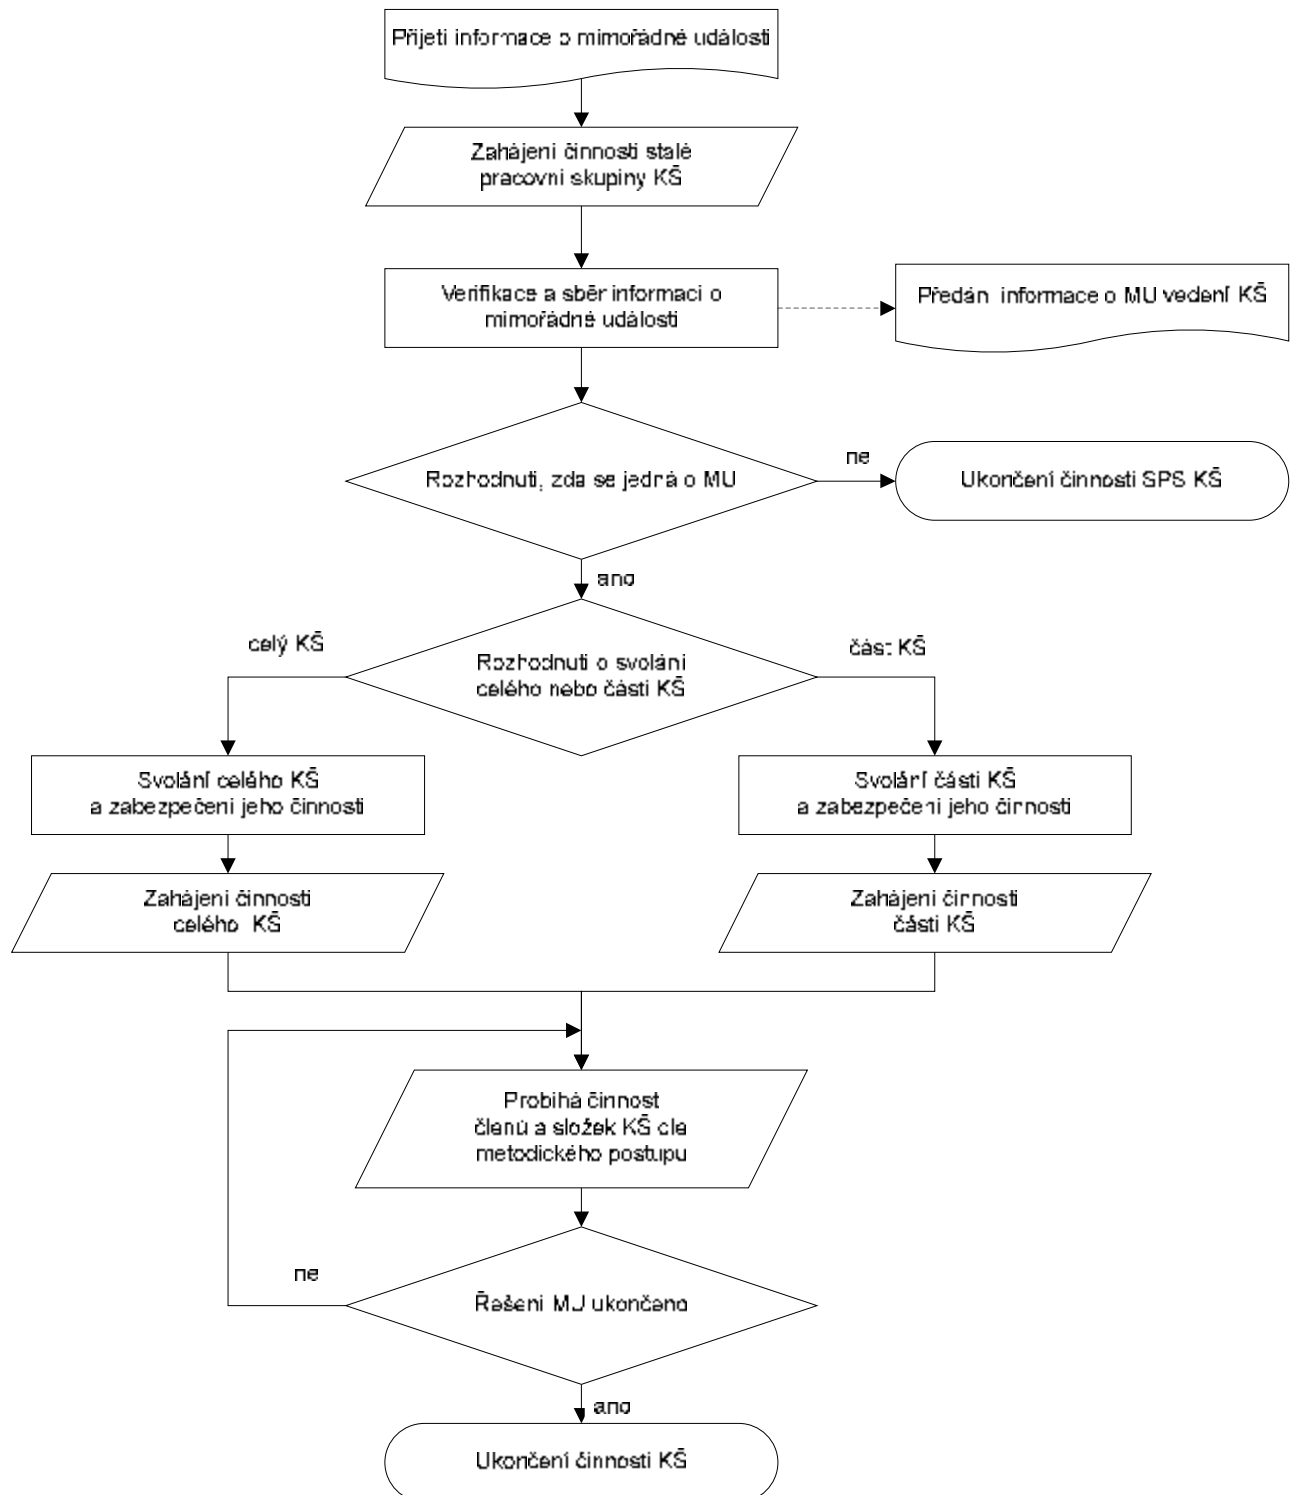 Přijetí informace o mimořádné události
Zahájení činnosti stálé
pracovní skupiny KŠ
Verifikace a sběr informací o
mimořádné události
Předání informace o MU vedení KŠ
Rozhodnutí, zda se jedná o MU
ne
Ukončení činnosti SPS KŠ
ano
celý KŠ
Rozhodnutí o svolání
celého nebo části KŠ
část KŠ
Svolání celého KŠ
a zabezpečení jeho činnosti
Svolání části KŠ
a zabezpečení jeho činnosti
Zahájení činnosti
celého KŠ
Zahájení činnosti
části KŠ
Probíhá činnost
členů a složek KŠ dle
metodického postupu
ne
Řešení MU ukončeno
ano
Ukončení činnosti KŠ